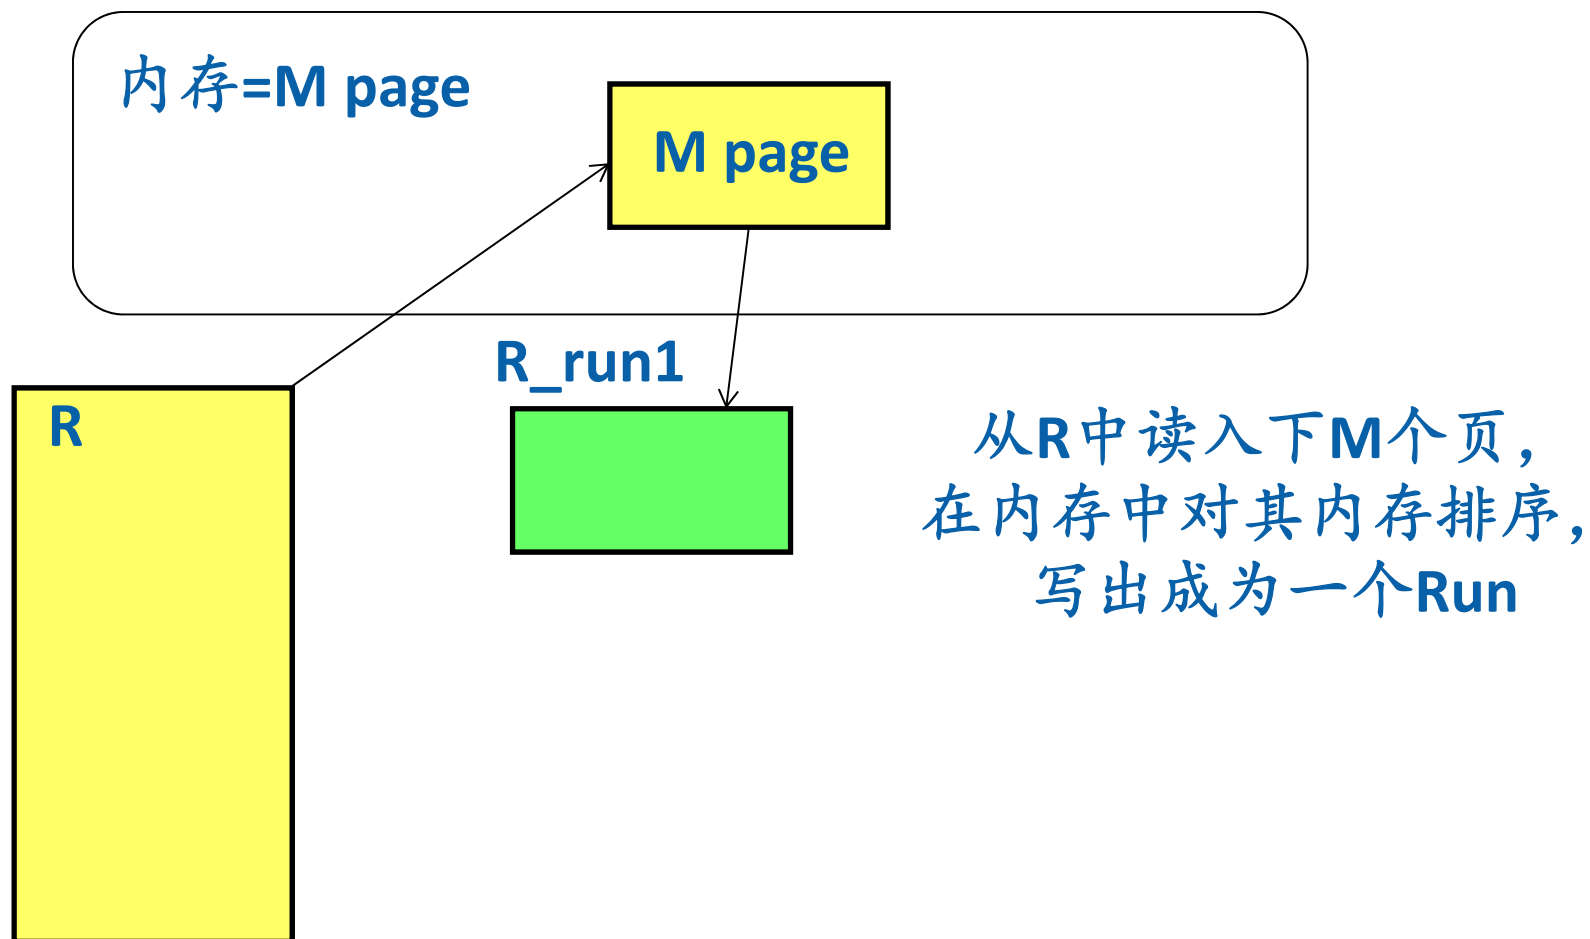 内存=M page
M page
R_run1
R
从R中读入下M个页，
在内存中对其内存排序，
写出成为一个Run